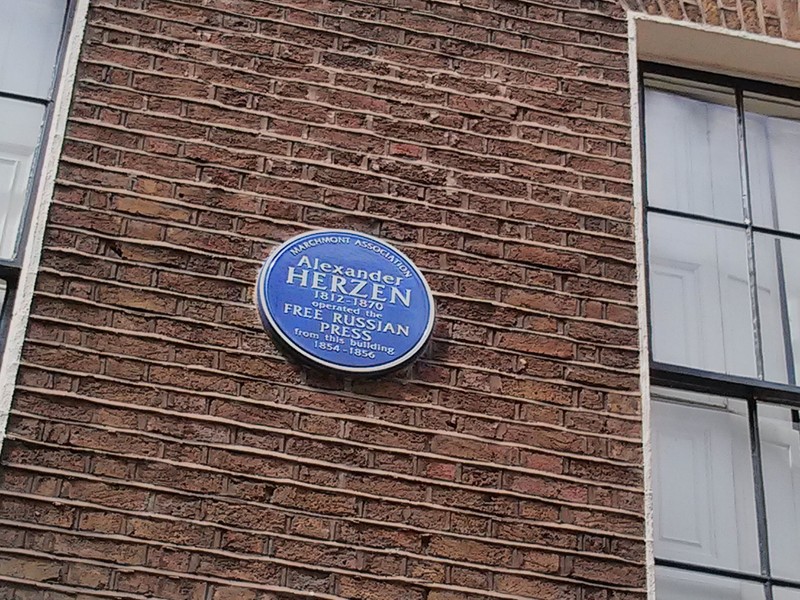 MARCHMONT ASSOCIATION
Alexander
HERZEN
1812-1870
operated the
FREE RUSSIAN
PRESS
from this building
1854-1856